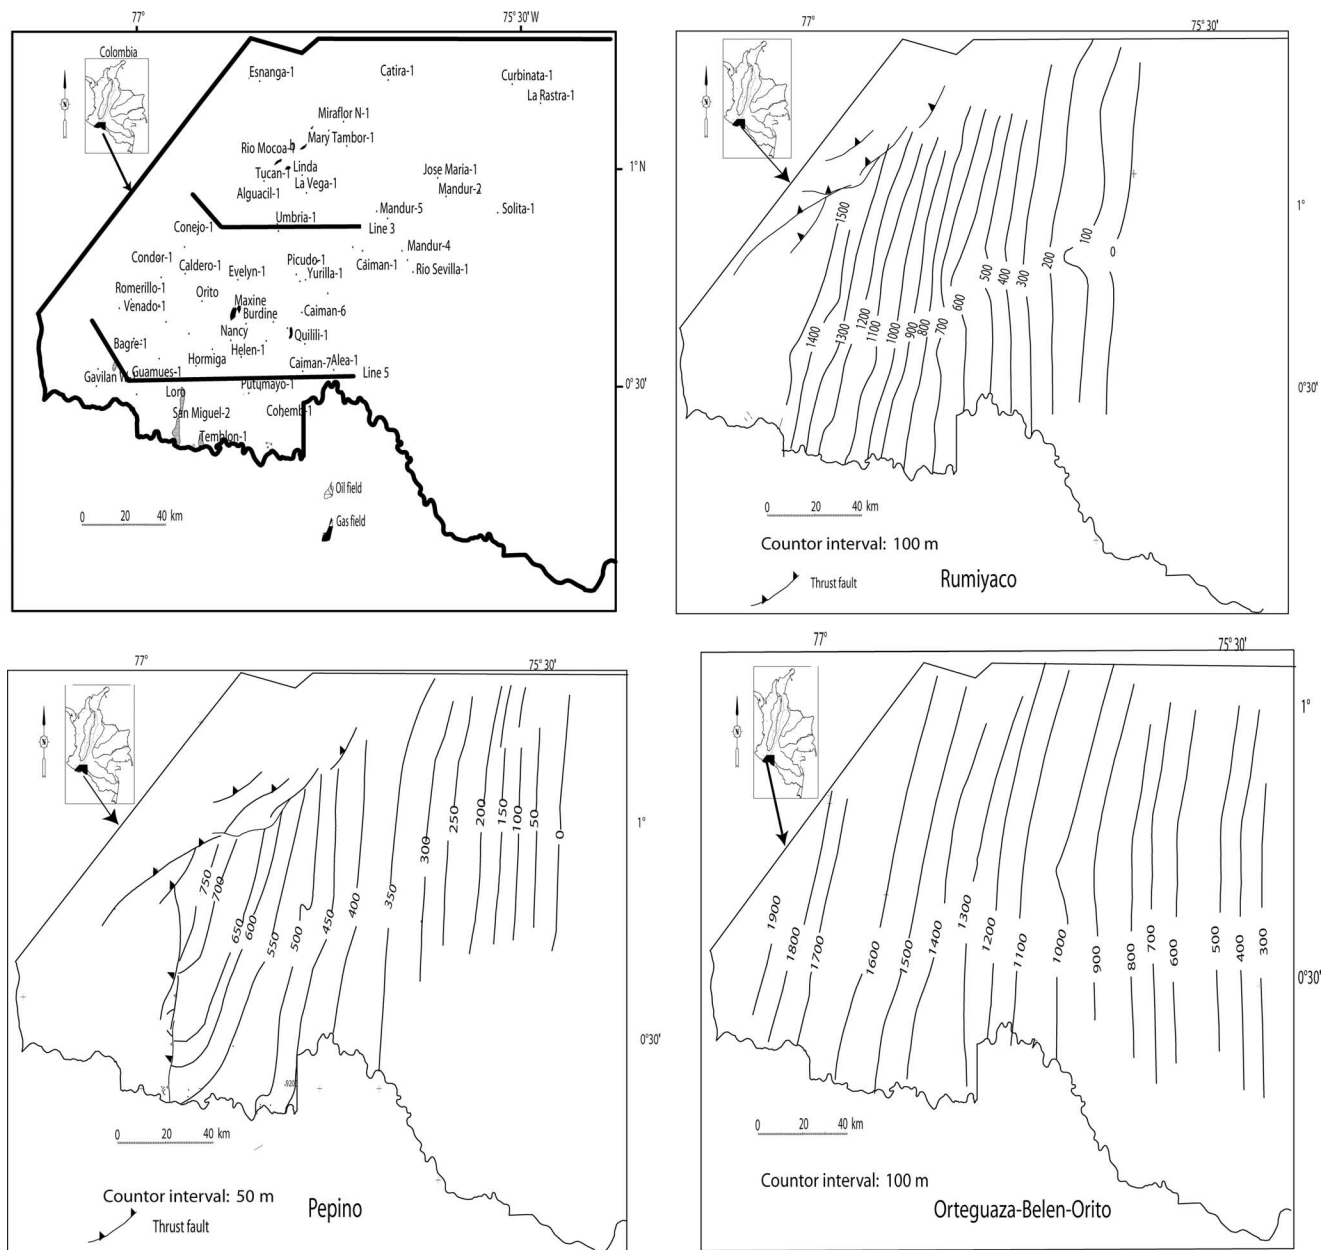 77°
75° 30' W
Colombia
N
Esnanga-1
Catira-1
Curbinata-1
La Rastra-1
Miraflor N-1
Mary Tambor-1
Rio Mocoa-1
Linda
Tucan-1
Jose Maria-1
1° N
La Vega-1
Mandur-2
Alguacil-1
Mandur-5
Solita-1
Umbria-1
Conejo-1
Line 3
Mandur-4
Condor-1
Caldero-1
Picudo-1
Caiman-1
Evelyn-1
Yurilla-1
Rio Sevilla-1
Romerillo-1
Orito
Venado-1
Maxine
Burdine
Caiman-6
Nancy
Quilili-1
Bagre-1
Helen-1
Hormiga
Caiman-7
Alea-1
Guamues-1
Line 5
Gavilan W
Putumayo-1
0° 30'
Loro
San Miguel-2
Cohemb-1
Temblon-1
Oil field
0 20 40 km
Gas field
77°
75° 30'
N
1°
1500
1400
1300
1200
1100
1000
900
800
700
600
500
400
300
200
100
0
0° 30'
0 20 40 km
Countor interval: 100 m
Thrust fault
Rumiyaco
77°
75° 30'
N
1°
750
700
650
600
550
500
450
400
350
300
250
200
150
100
50
0
0° 30'
-920
0 20 40 km
Countor interval: 50 m
Thrust fault
Pepino
77°
75° 30'
N
1°
1900
1800
1700
1600
1500
1400
1300
1200
1100
1000
900
800
700
600
500
400
300
0° 30'
0 20 40 km
Countor interval: 100 m
Orteguaza-Belen-Orito